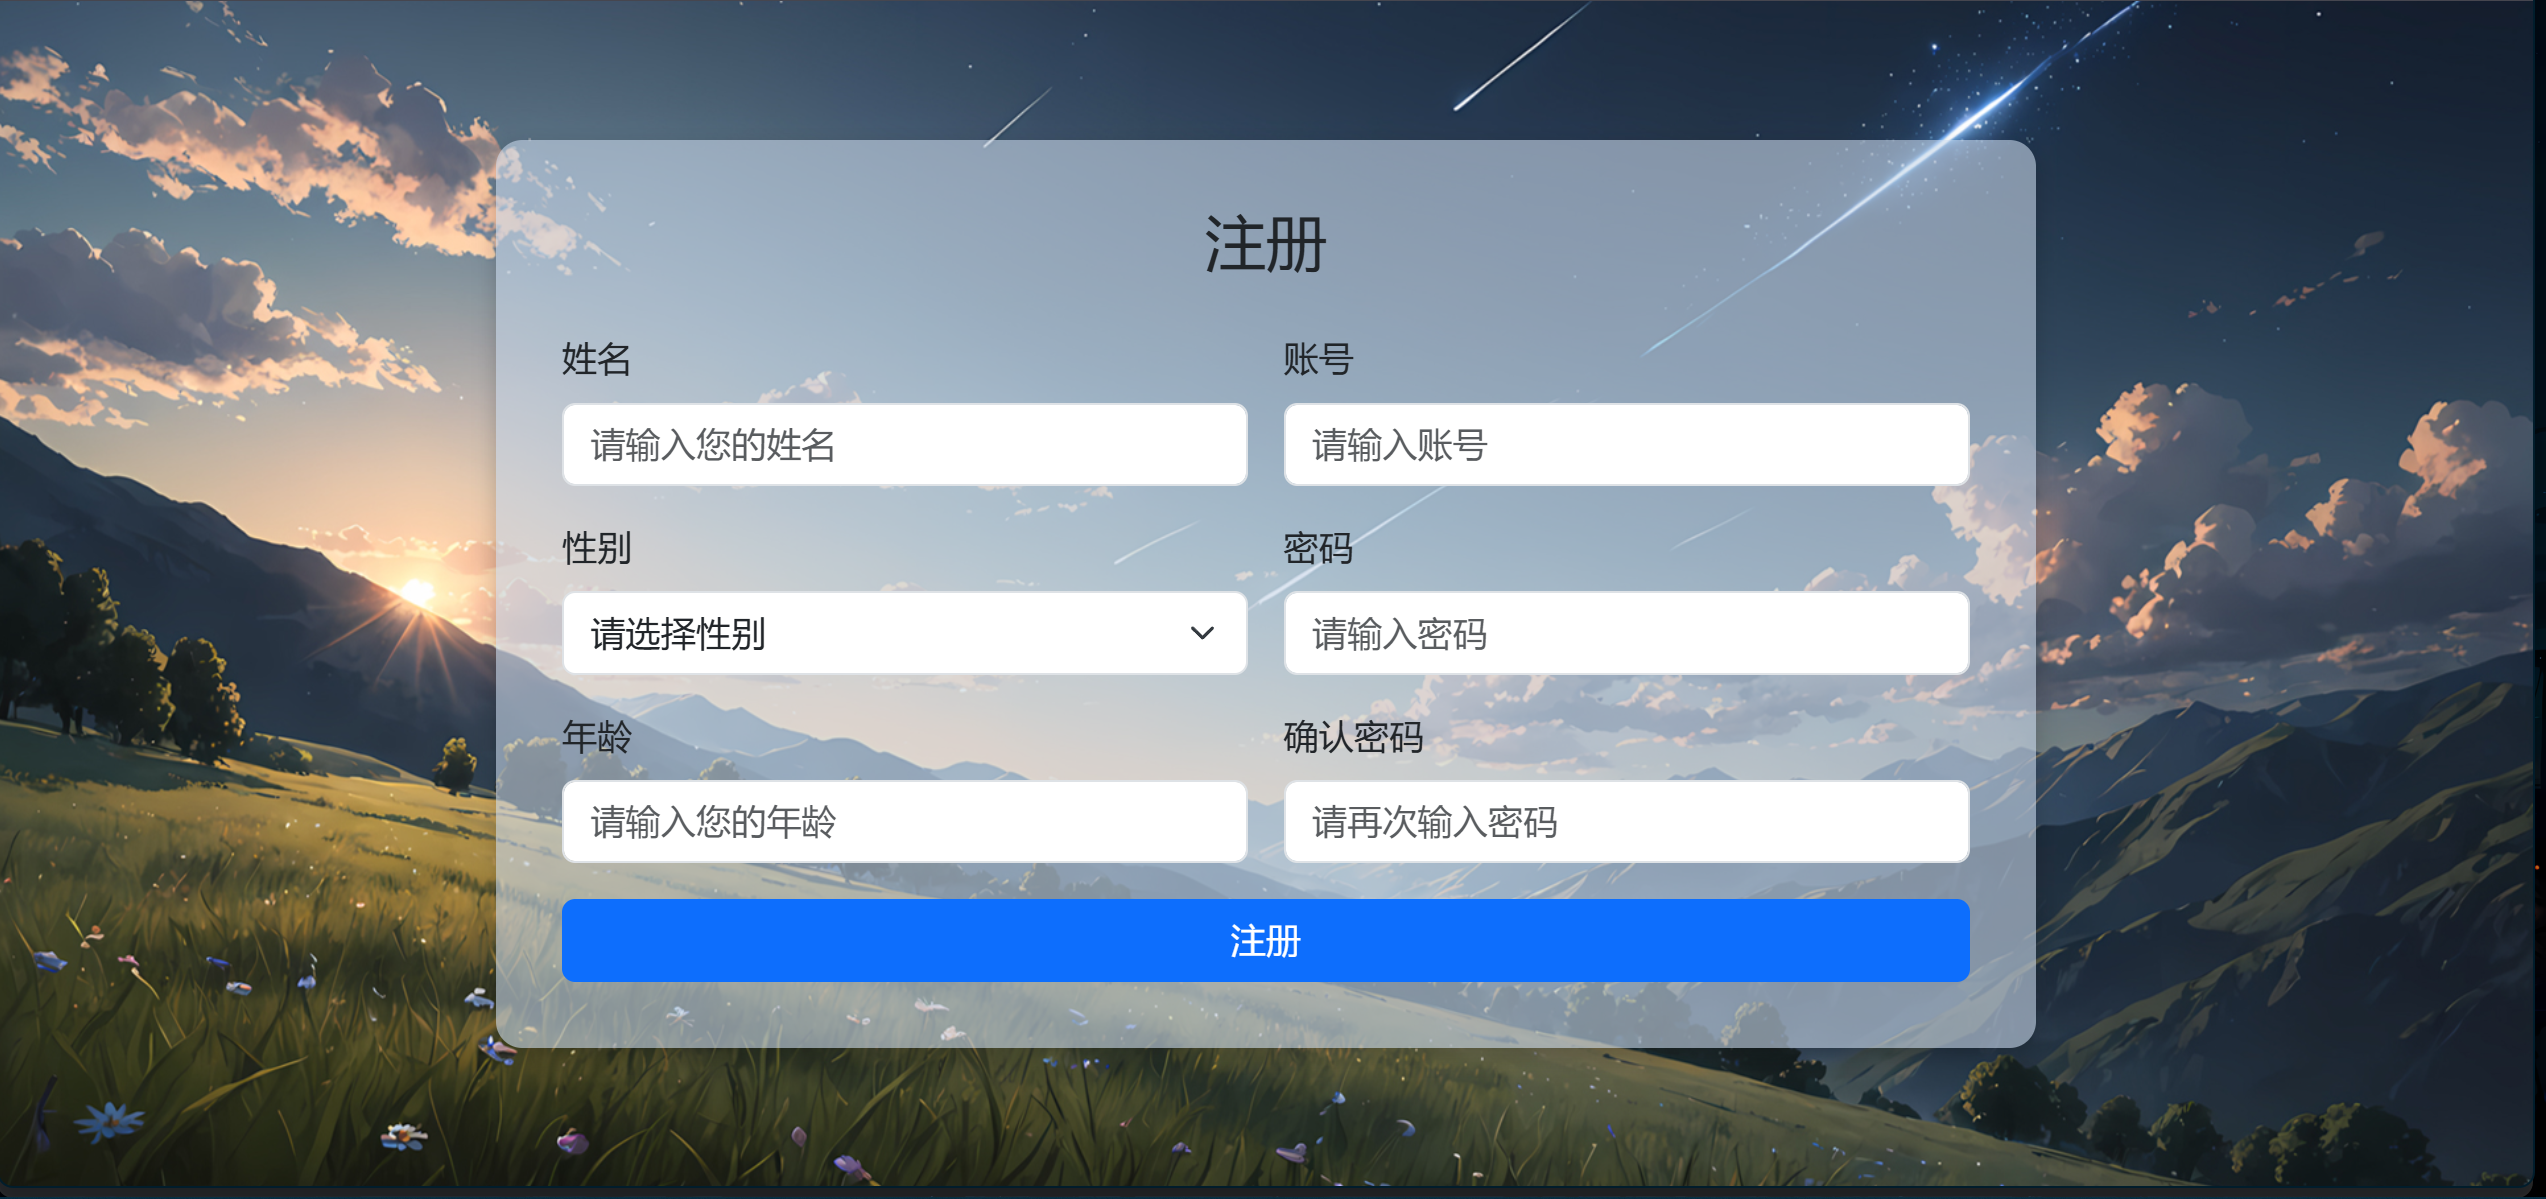 注册
姓名
账号
请输入您的姓名
请输入账号
性别
密码
请选择性别
请输入密码
年龄
确认密码
请输入您的年龄
请再次输入密码
注册